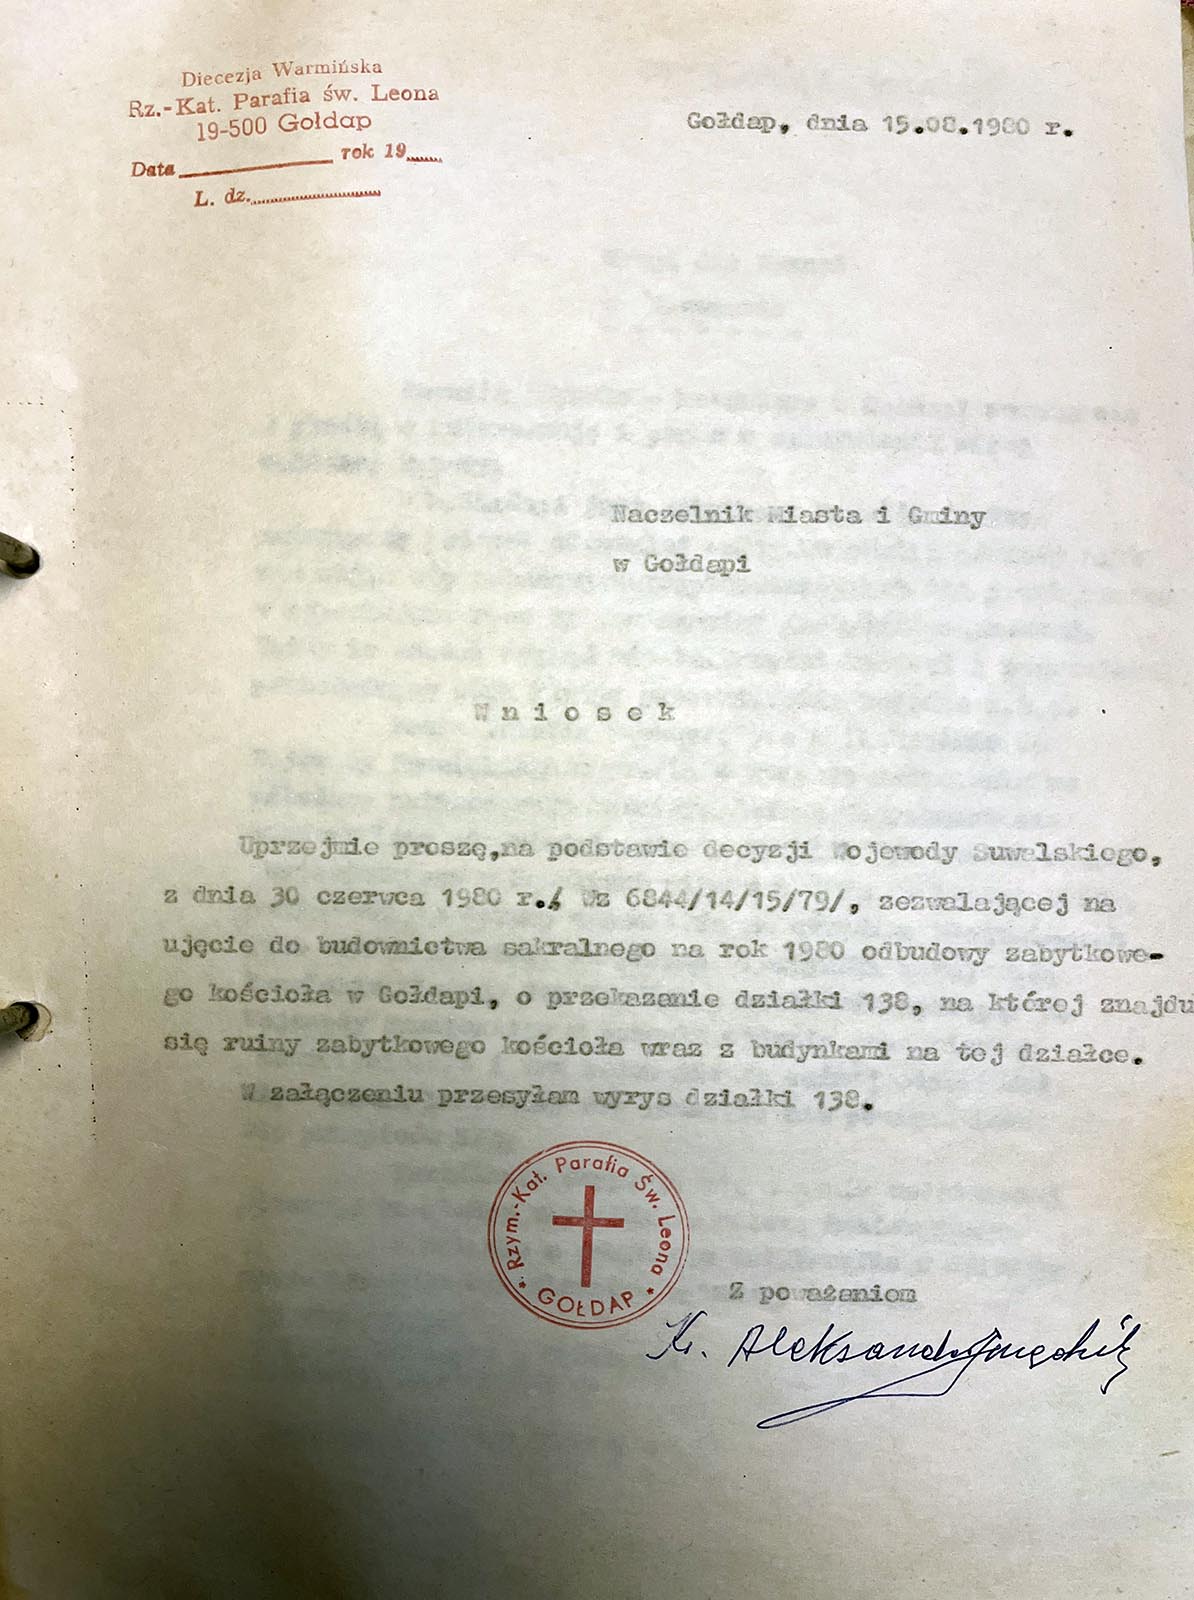 Diecezja Warmińska
Rz.-Kat. Parafia św. Leona
19-500 Gołdap
Data rok 19
L. dz.
Gołdap, dnia 15.08.1980 r.
Naczelnik Miasta i Gminy
w Gołdapi
W n i o s e k
Uprzejmie proszę,na podstawie decyzji Wojewody Suwalskiego,
z dnia 30 czerwca 1980 r./ Wz 6844/14/15/79/, zezwalającej na
ujęcie do budownictwa sakralnego na rok 1980 odbudowy zabytkowe-
go kościoła w Gołdapi, o przekazanie działki 138, na której znajdu
się ruiny zabytkowego kościoła wraz z budynkami na tej działce.
W załączeniu przesyłam wyrys działki 138.
Rzym.-Kat. Parafia Św. Leona
* GOŁDAP *
Z poważaniem
Ks. Aleksander